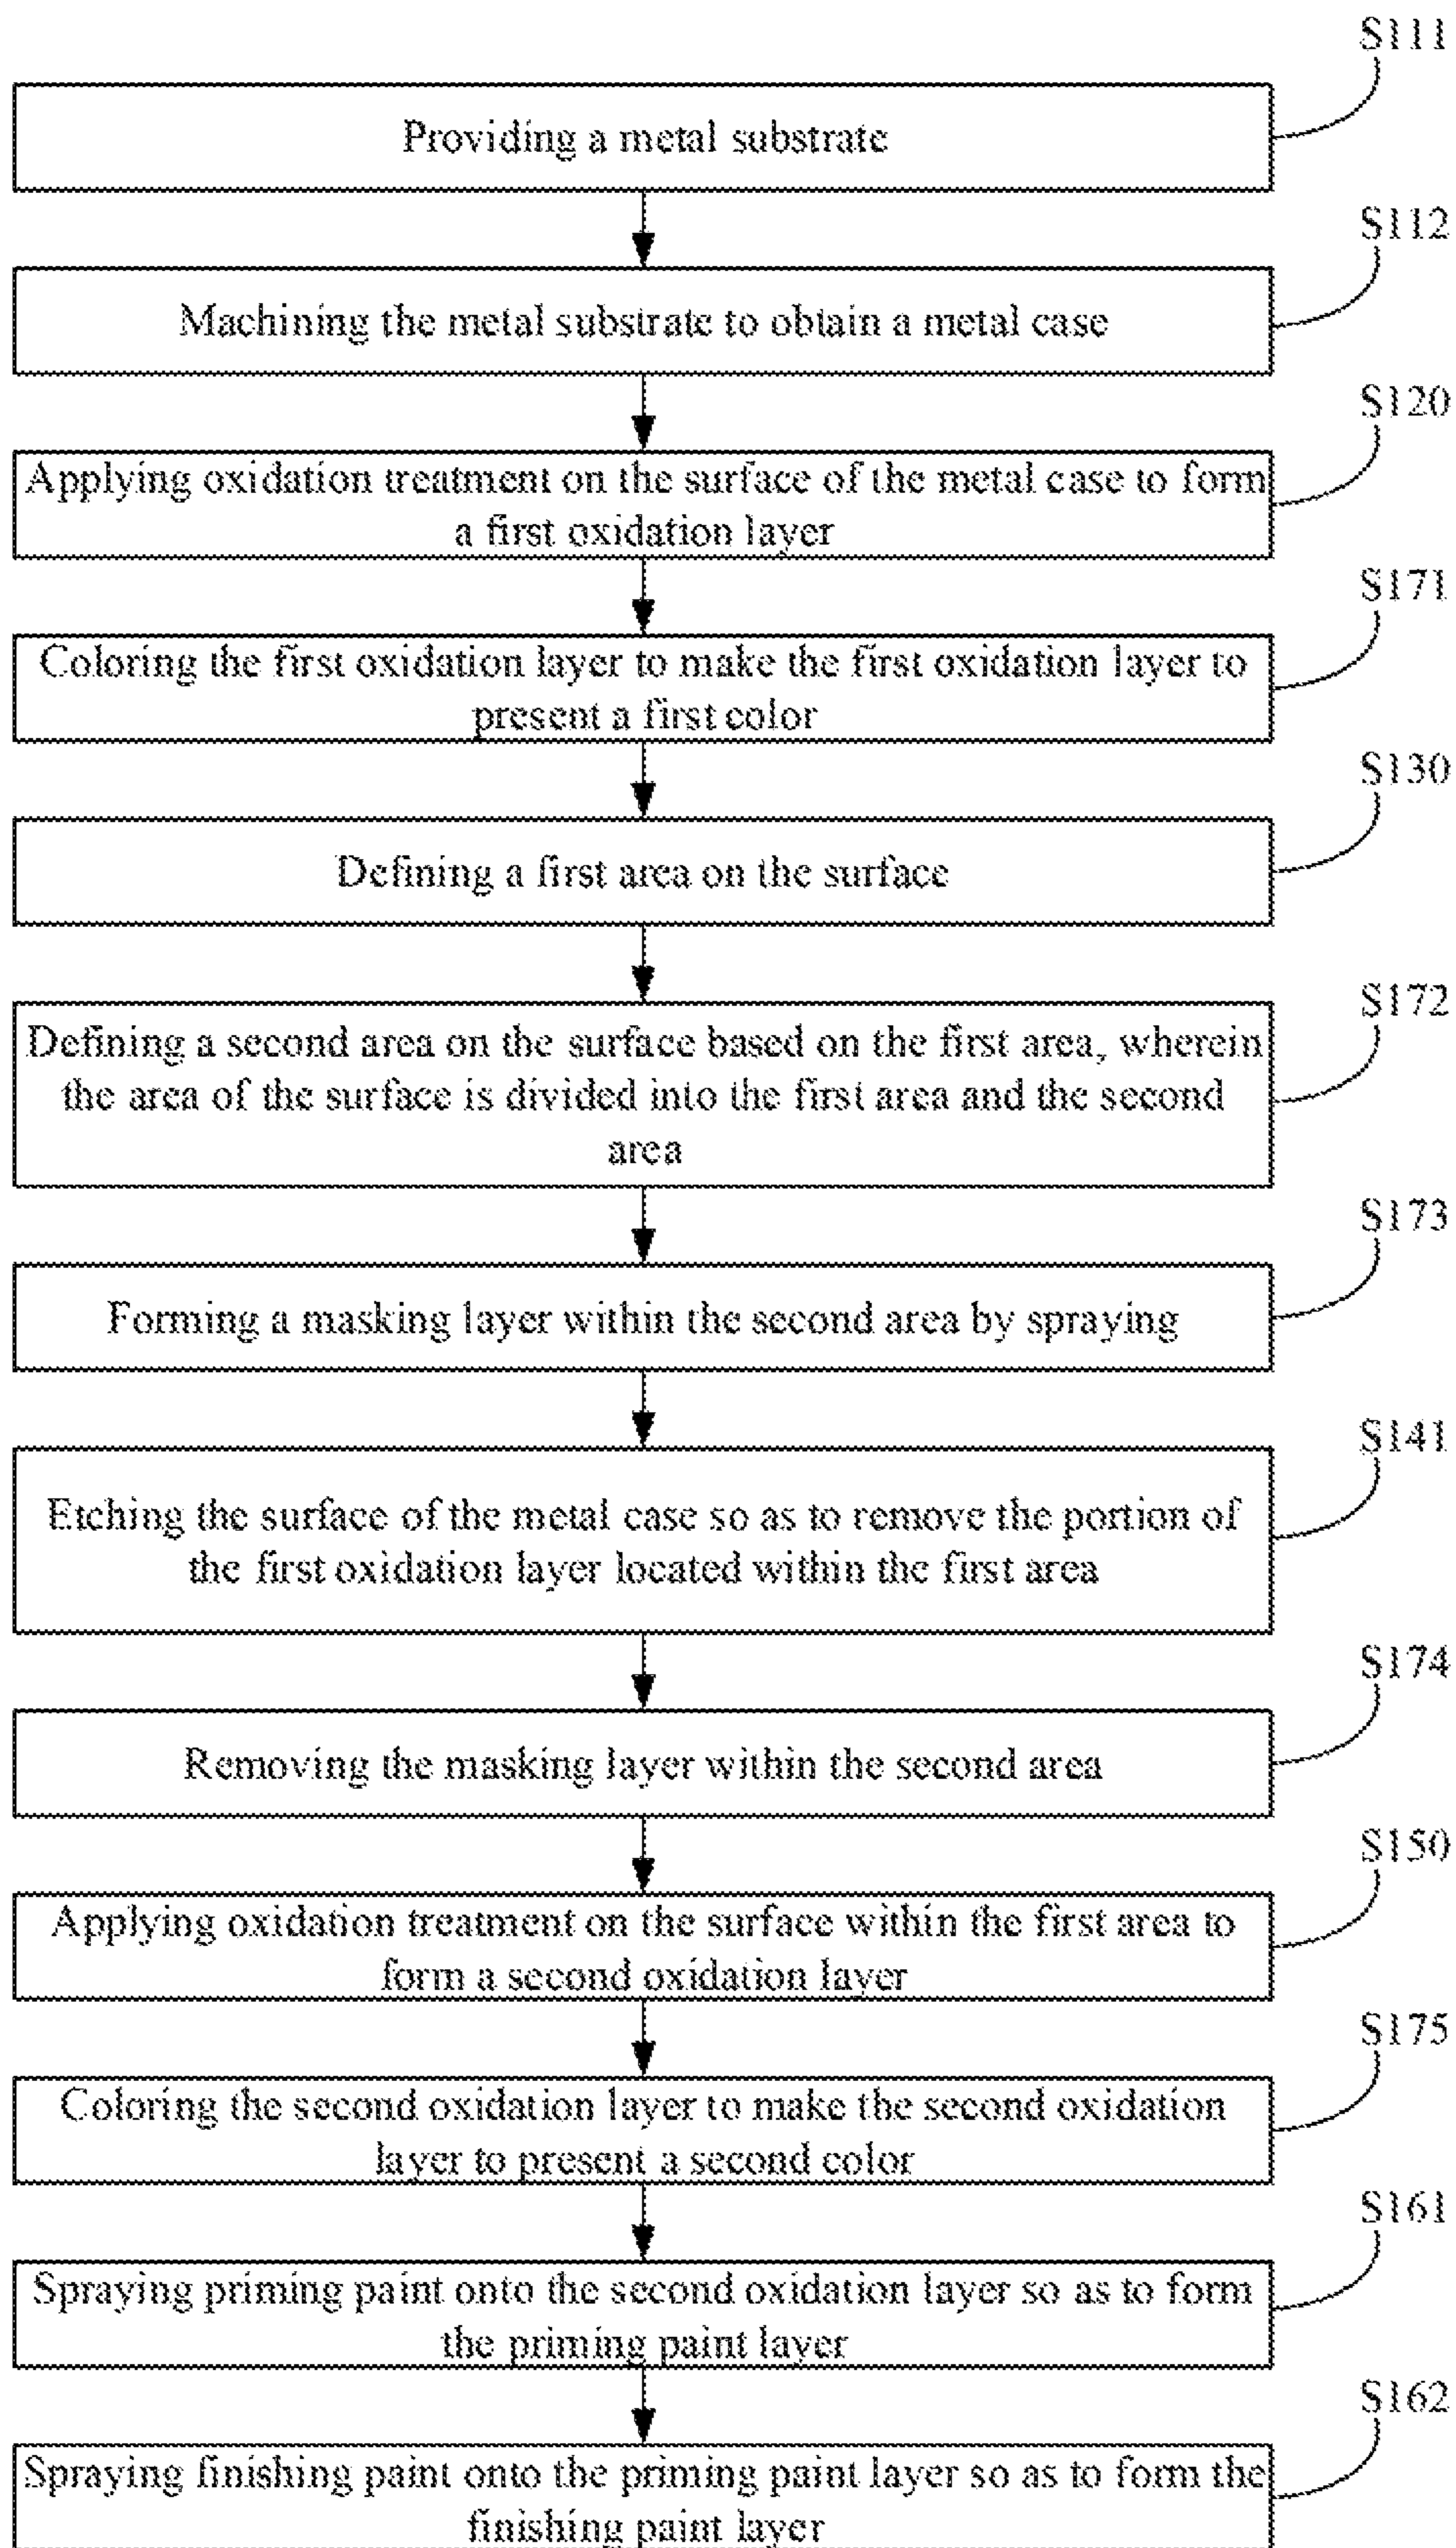 S111
Providing a metal substrate
S112
Machining the metal substrate to obtain a metal case
S120
Applying oxidation treatment on the surface of the metal case to form
a first oxidation layer
S171
Coloring the first oxidation layer to make the first oxidation layer to
present a first color
S130
Defining a first area on the surface
S172
Defining a second area on the surface based on the first area, wherein
the area of the surface is divided into the first area and the second
area
S173
Forming a masking layer within the second area by spraying
S141
Etching the surface of the metal case so as to remove the portion of
the first oxidation layer located within the first area
S174
Removing the masking layer within the second area
S150
Applying oxidation treatment on the surface within the first area to
form a second oxidation layer
S175
Coloring the second oxidation layer to make the second oxidation
layer to present a second color
S161
Spraying priming paint onto the second oxidation layer so as to form
the priming paint layer
S162
Spraying finishing paint onto the priming paint layer so as to form the
finishing paint layer